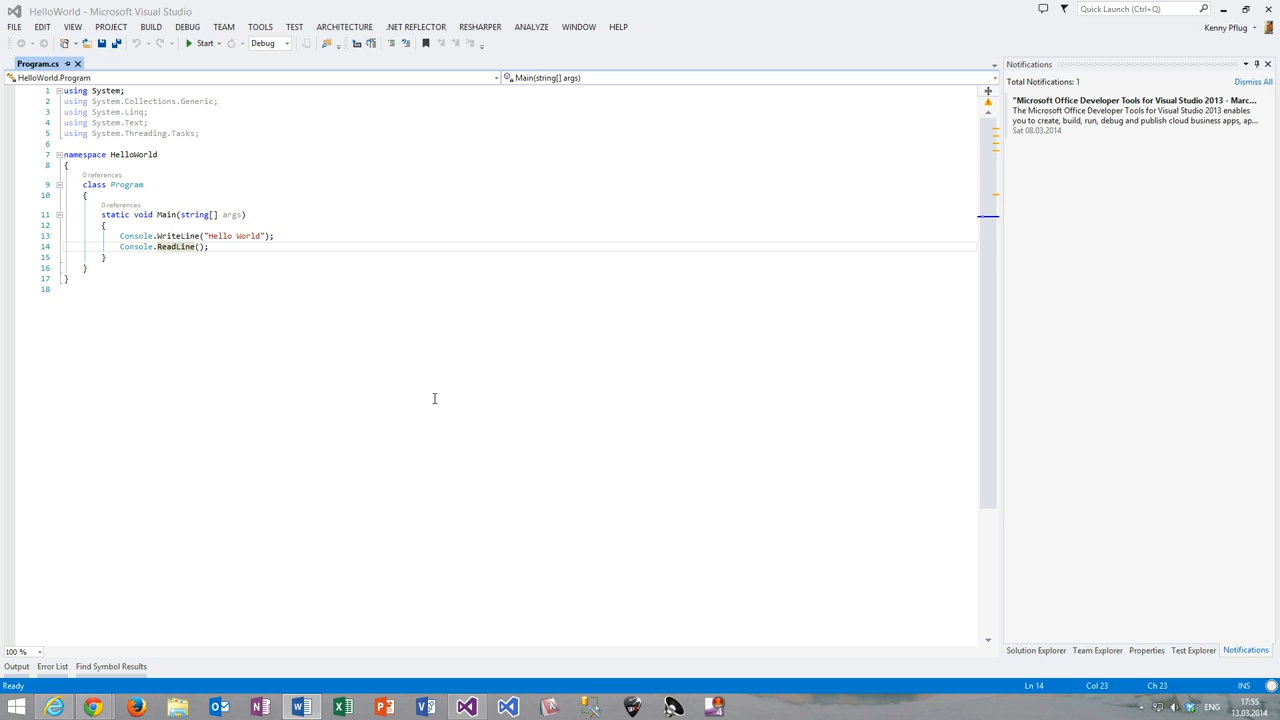 HelloWorld - Microsoft Visual Studio
Quick Launch (Ctrl+Q)
FILE EDIT VIEW PROJECT BUILD DEBUG TEAM TOOLS TEST ARCHITECTURE .NET REFLECTOR RESHARPER ANALYZE WINDOW HELP
Kenny Pflug
Start Debug
Program.cs
HelloWorld.Program
Main(string[] args)
1 using System;
2 using System.Collections.Generic;
3 using System.Linq;
4 using System.Text;
5 using System.Threading.Tasks;
6
7 namespace HelloWorld
8 {
0 references
9 class Program
10 {
0 references
11 static void Main(string[] args)
12 {
13 Console.WriteLine("Hello World");
14 Console.ReadLine();
15 }
16 }
17 }
18
Notifications
Total Notifications: 1
Dismiss All
"Microsoft Office Developer Tools for Visual Studio 2013 - Marc...
The Microsoft Office Developer Tools for Visual Studio 2013 enables
you to create, build, run, debug and publish cloud business apps, ap...
Sat 08.03.2014
100 %
Solution Explorer Team Explorer Properties Test Explorer Notifications
Output Error List Find Symbol Results
Ready Ln 14 Col 23 Ch 23 INS
ENG
17:55
13.03.2014